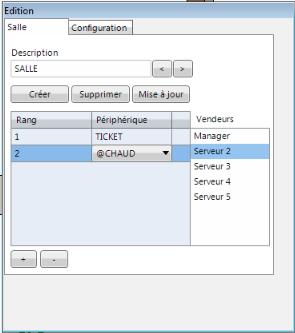 Edition
Salle Configuration
Description
SALLE < >
Créer Supprimer Mise à jour
Rang Périphérique Vendeurs
1 TICKET Manager
2 @CHAUD Serveur 2
Serveur 3
Serveur 4
Serveur 5
+ -